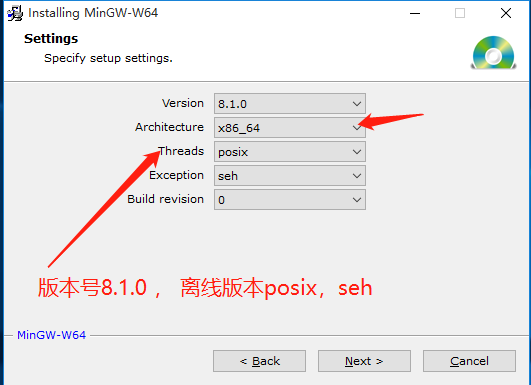 Installing MinGW-W64
Settings
Specify setup settings.
Version 8.1.0
Architecture x86_64
Threads posix
Exception seh
Build revision 0
版本号8.1.0 ， 离线版本posix，seh
MinGW-W64
< Back Next > Cancel